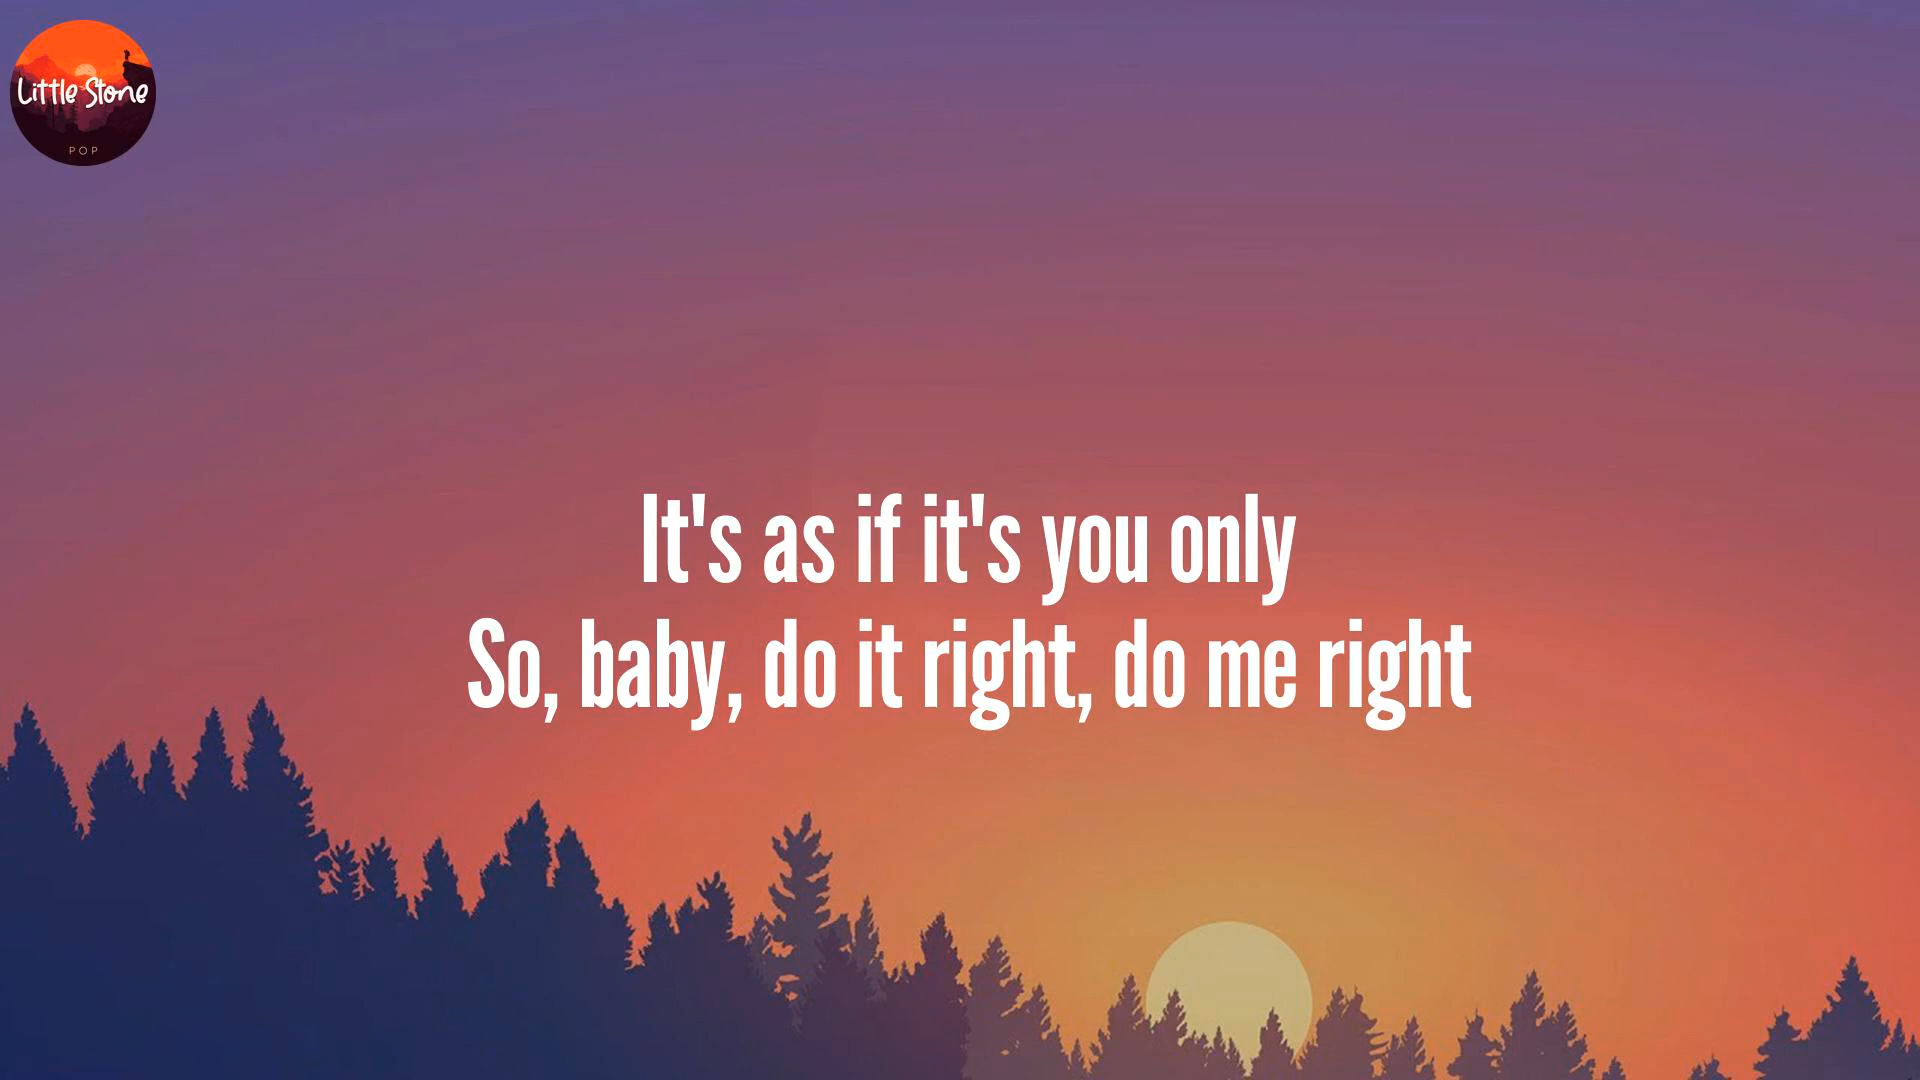 Little Stone
POP
It's as if it's you only
So, baby, do it right, do me right